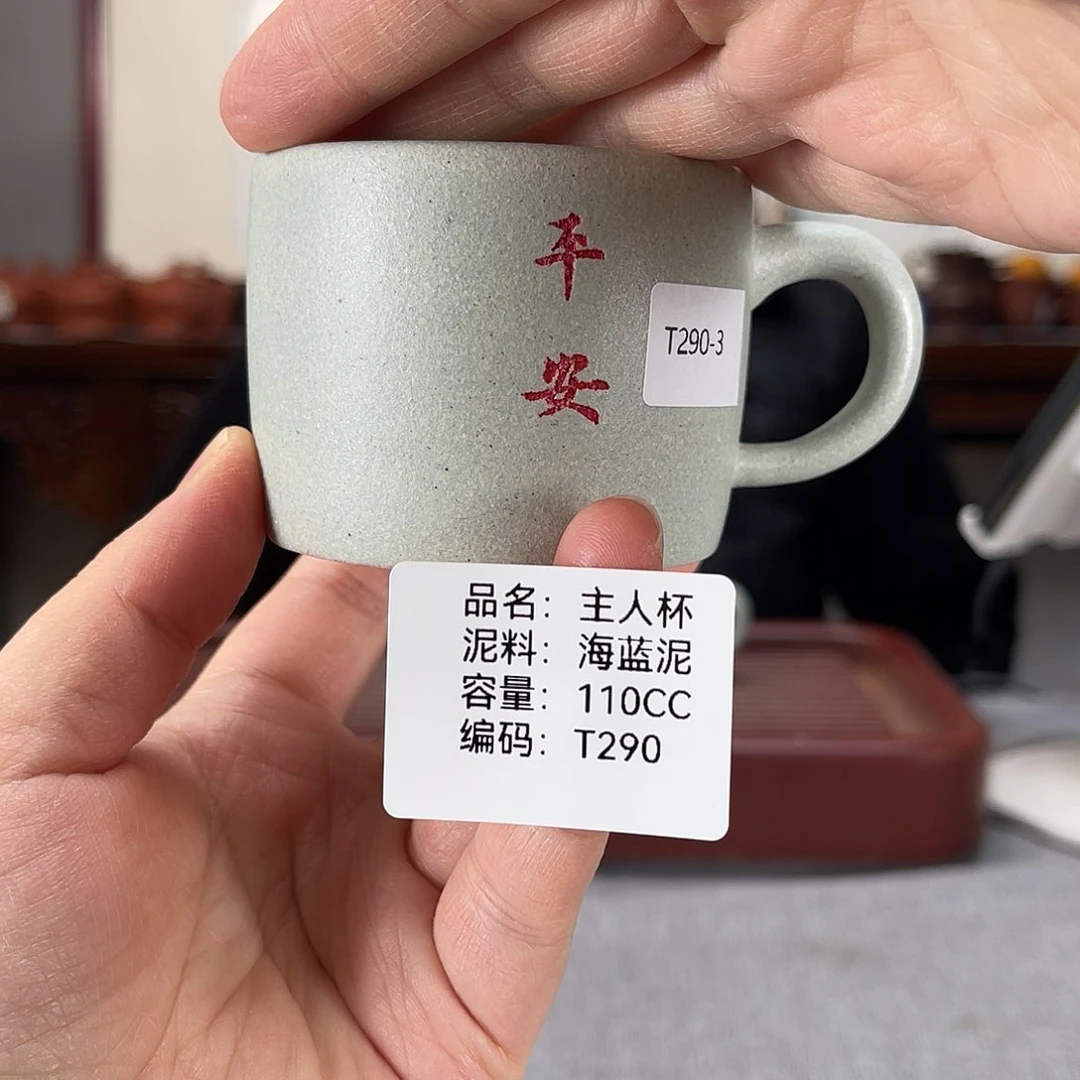 平
安
T290-3
品名：主人杯
泥料：海蓝泥
容量：110CC
编码：T290